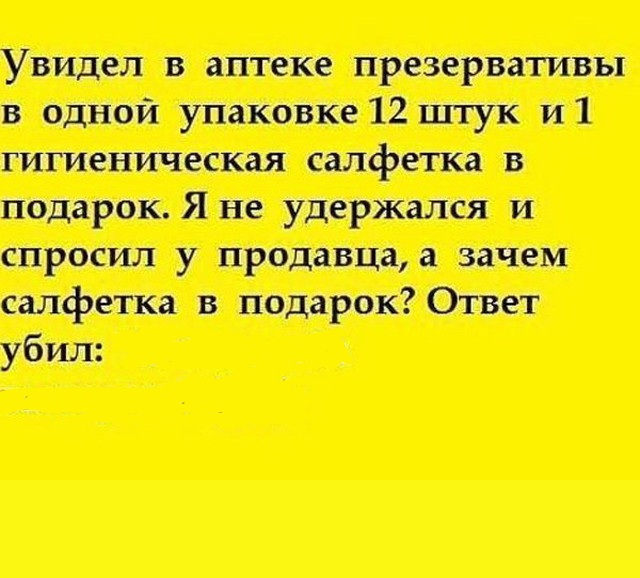 Увидел в аптеке презервативы
в одной упаковке 12 штук и 1
гигиеническая салфетка в
подарок. Я не удержался и
спросил у продавца, а зачем
салфетка в подарок? Ответ
убил: